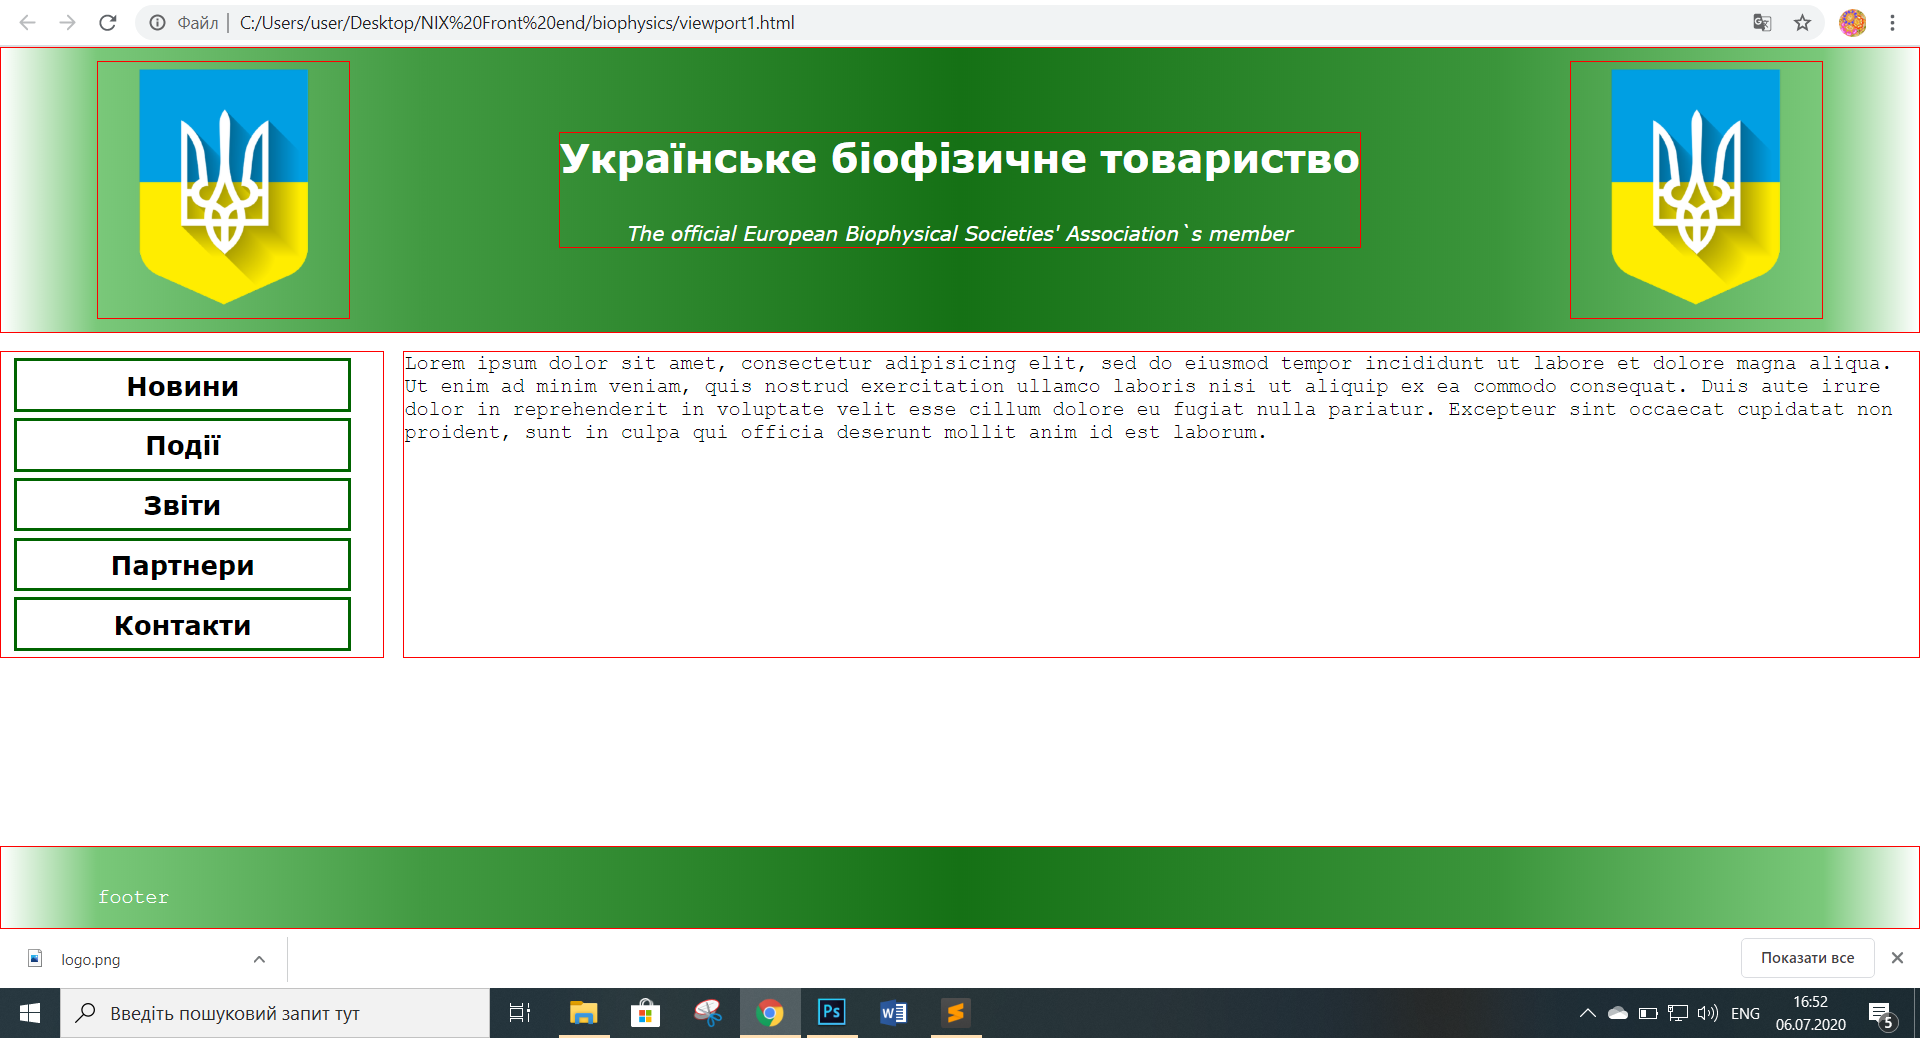 Файл | C:/Users/user/Desktop/NIX%20Front%20end/biophysics/viewport1.html
Українське біофізичне товариство
The official European Biophysical Societies' Association`s member
Новини
Події
Звіти
Партнери
Контакти
Lorem ipsum dolor sit amet, consectetur adipisicing elit, sed do eiusmod tempor incididunt ut labore et dolore magna aliqua.
Ut enim ad minim veniam, quis nostrud exercitation ullamco laboris nisi ut aliquip ex ea commodo consequat. Duis aute irure
dolor in reprehenderit in voluptate velit esse cillum dolore eu fugiat nulla pariatur. Excepteur sint occaecat cupidatat non
proident, sunt in culpa qui officia deserunt mollit anim id est laborum.
footer
logo.png
Показати все
Введіть пошуковий запит тут
Ps
W
ENG
16:52
06.07.2020
5